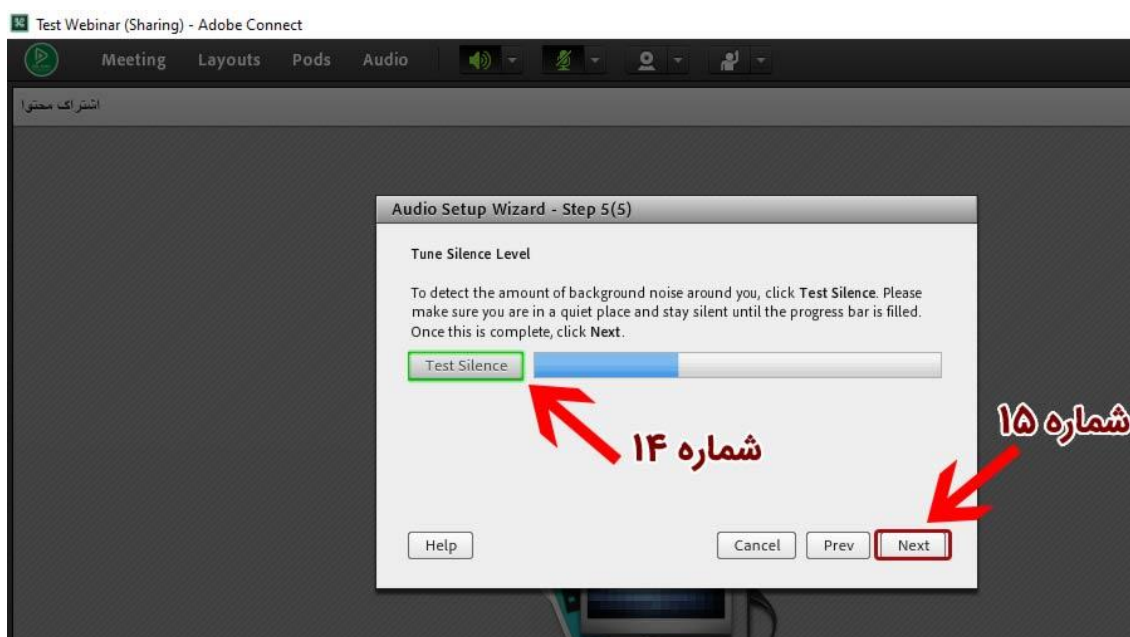 Test Webinar (Sharing) - Adobe Connect
Meeting Layouts Pods Audio
اشتراک محتوا
Audio Setup Wizard - Step 5(5)
Tune Silence Level
To detect the amount of background noise around you, click Test Silence. Please
make sure you are in a quiet place and stay silent until the progress bar is filled.
Once this is complete, click Next.
Test Silence
شماره ۱۴
شماره ۱۵
Help Cancel Prev Next